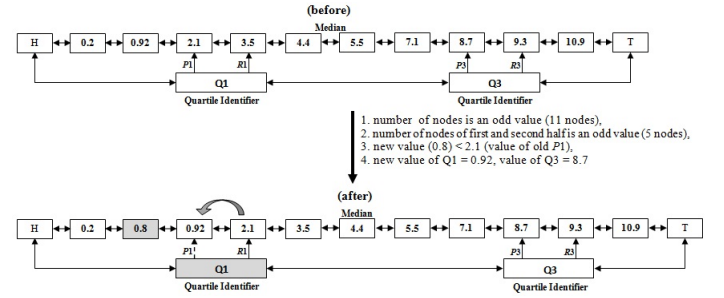 (before)
Median
H 0.2 0.92 2.1 3.5 4.4 5.5 7.1 8.7 9.3 10.9 T
P1 R1 P3 R3
Q1 Q3
Quartile Identifier Quartile Identifier
1. number of nodes is an odd value (11 nodes),
2. number of nodes of first and second half is an odd value (5 nodes),
3. new value (0.8) < 2.1 (value of old P1),
4. new value of Q1 = 0.92, value of Q3 = 8.7
(after)
Median
H 0.2 0.8 0.92 2.1 3.5 4.4 5.5 7.1 8.7 9.3 10.9 T
P1' R1 P3 R3
Q1 Q3
Quartile Identifier Quartile Identifier